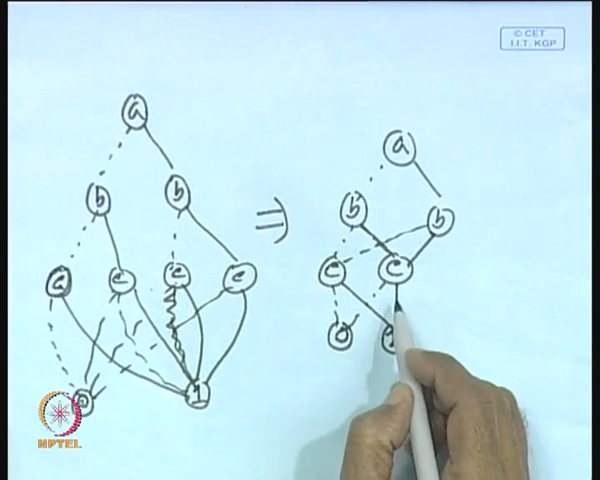 © CET
I.I.T. KGP
a
a
b b ⇒ b b
c c c c c
0 1
0
NPTEL